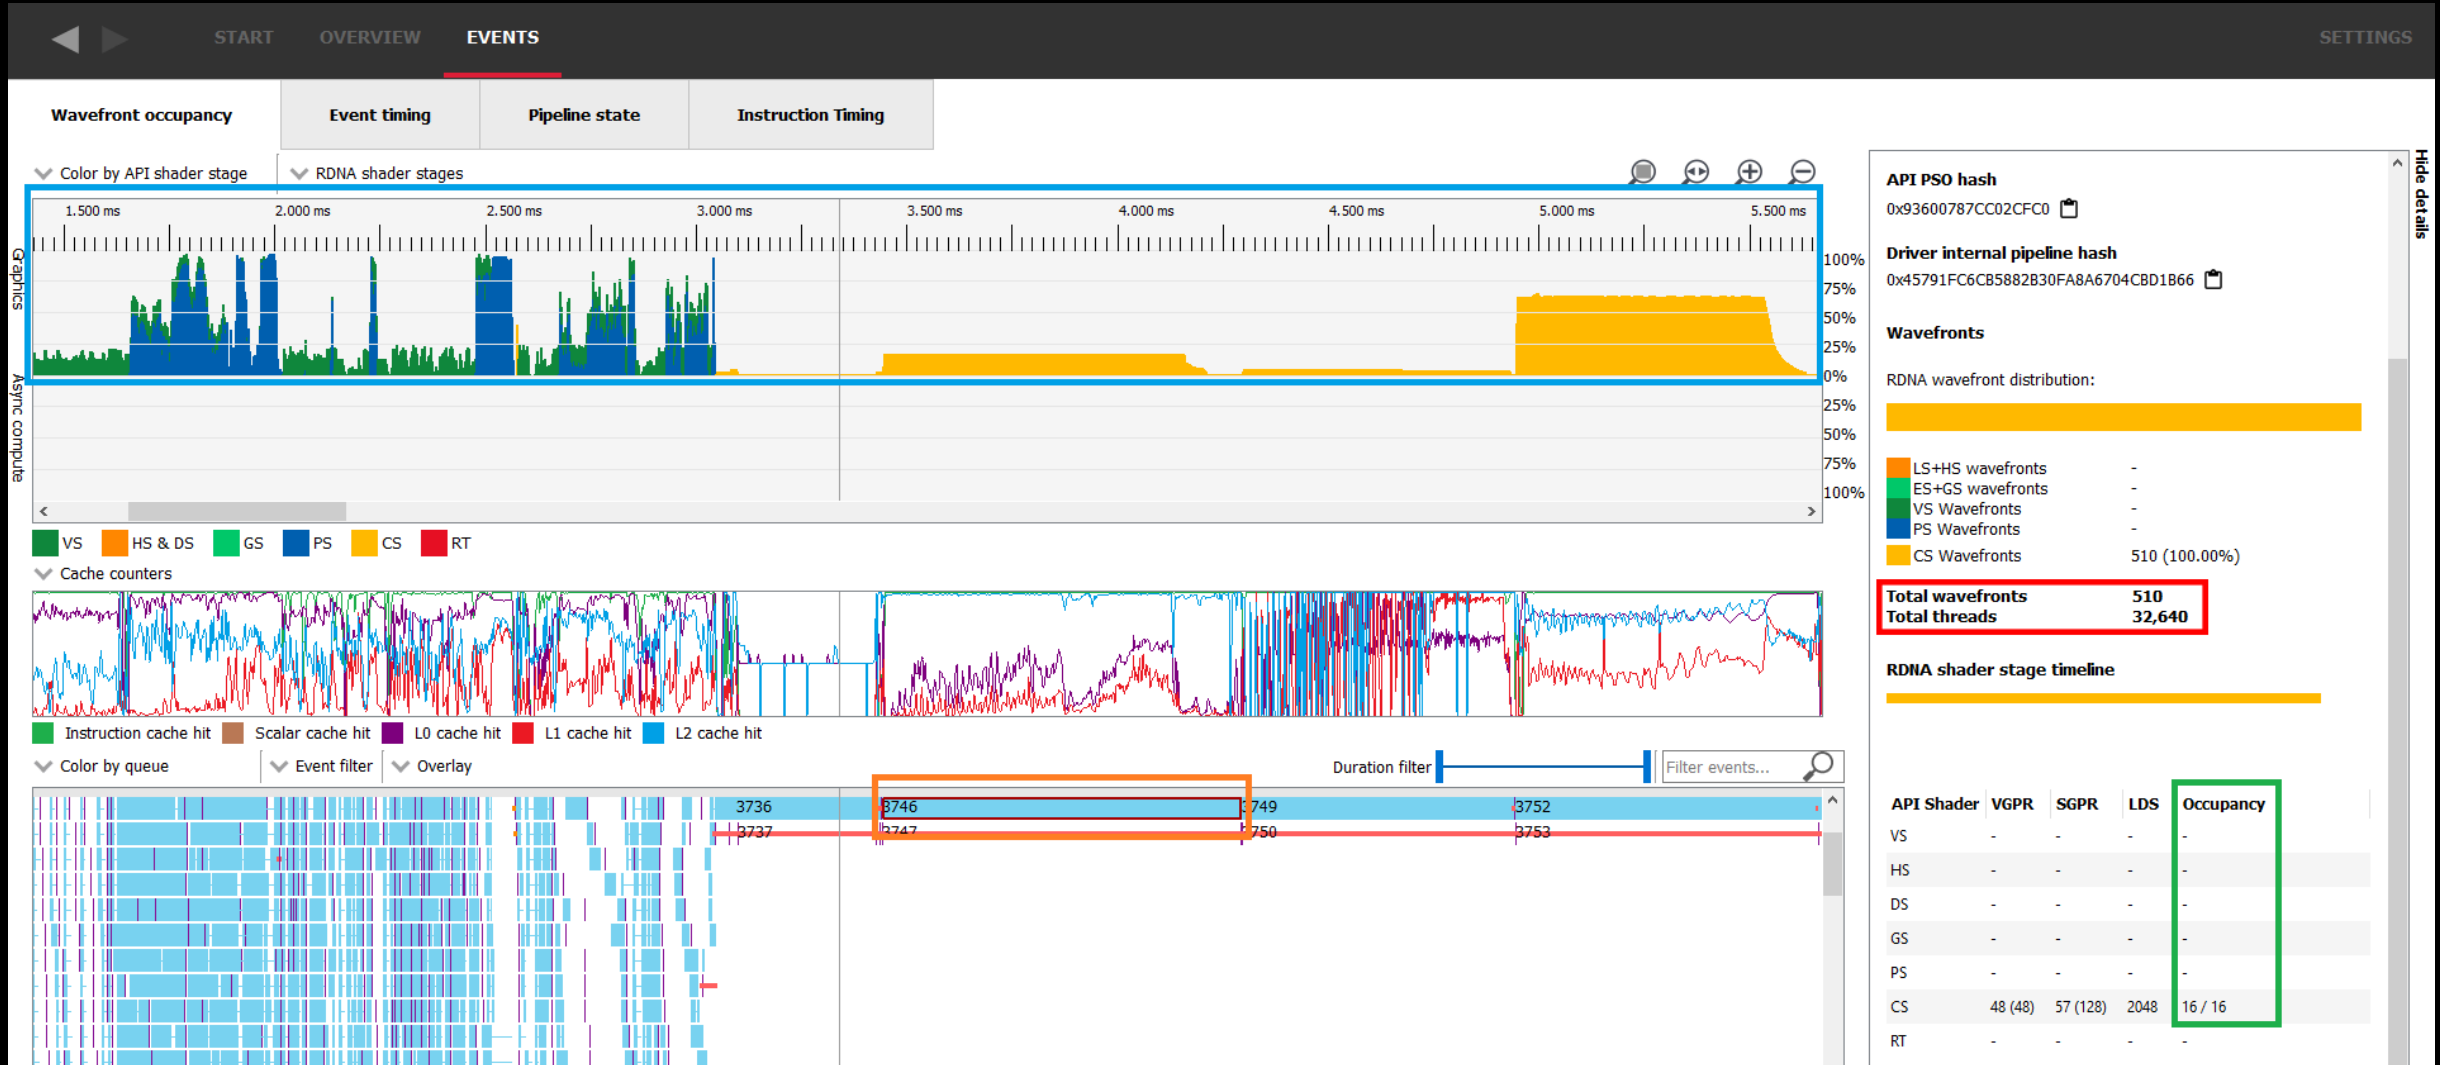 START OVERVIEW EVENTS SETTINGS
Wavefront occupancy Event timing Pipeline state Instruction Timing
Color by API shader stage RDNA shader stages
1.500 ms 2.000 ms 2.500 ms 3.000 ms 3.500 ms 4.000 ms 4.500 ms 5.000 ms 5.500 ms
Graphics
100%
75%
50%
25%
0%
Async compute
25%
50%
75%
100%
VS HS & DS GS PS CS RT
Cache counters
Instruction cache hit Scalar cache hit L0 cache hit L1 cache hit L2 cache hit
Color by queue Event filter Overlay Duration filter Filter events...
3736 3746 3749 3752
3737 3747 3750 3753
Hide details
API PSO hash
0x93600787CC02CFC0
Driver internal pipeline hash
0x45791FC6CB5882B30FA8A6704CBD1B66
Wavefronts
RDNA wavefront distribution:
LS+HS wavefronts -
ES+GS wavefronts -
VS Wavefronts -
PS Wavefronts -
CS Wavefronts 510 (100.00%)
Total wavefronts 510
Total threads 32,640
RDNA shader stage timeline
API Shader VGPR SGPR LDS Occupancy
VS - - - -
HS - - - -
DS - - - -
GS - - - -
PS - - - -
CS 48 (48) 57 (128) 2048 16 / 16
RT - - - -